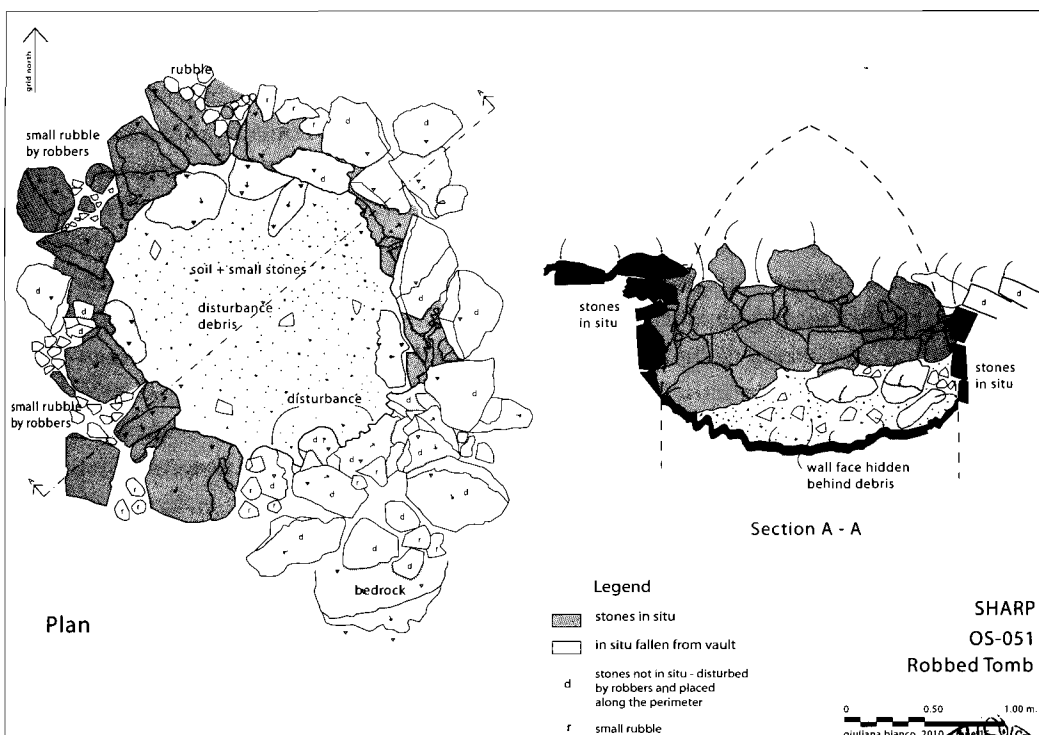 grid north
rubble
small rubble
by robbers
A
d
r
r
d
d
d
soil + small stones
disturbance
debris
d
d
d
d
small rubble
by robbers
disturbance
A
d
d
d
d
r
r
r
r
d
d
d
r
r
d
bedrock
Plan
stones
in situ
d
d
stones
in situ
wall face hidden
behind debris
Section A - A
Legend
stones in situ
in situ fallen from vault
d stones not in situ - disturbed
by robbers and placed
along the perimeter
r small rubble
SHARP
OS-051
Robbed Tomb
0 0.50 1.00 m.
giuliana bianco, 2010